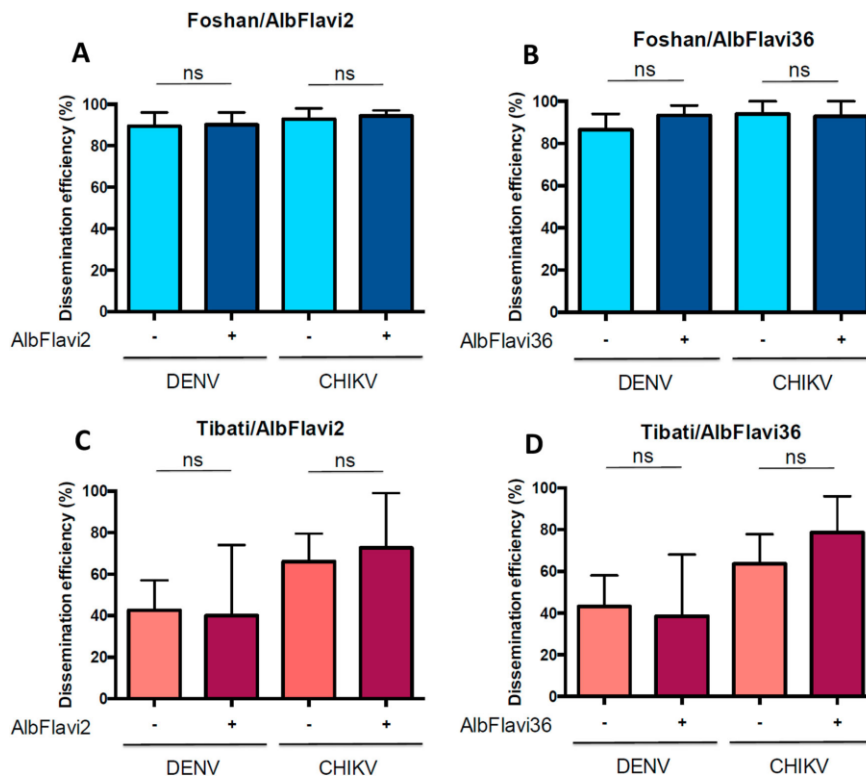 A
Foshan/AlbFlavi2
ns
ns
Dissemination efficiency (%)
100
80
60
40
20
0
AlbFlavi2
-
+
-
+
DENV
CHIKV
B
Foshan/AlbFlavi36
ns
ns
Dissemination efficiency (%)
100
80
60
40
20
0
AlbFlavi36
-
+
-
+
DENV
CHIKV
C
Tibati/AlbFlavi2
ns
ns
Dissemination efficiency (%)
100
80
60
40
20
0
AlbFlavi2
-
+
-
+
DENV
CHIKV
D
Tibati/AlbFlavi36
ns
ns
Dissemination efficiency (%)
100
80
60
40
20
0
AlbFlavi36
-
+
-
+
DENV
CHIKV